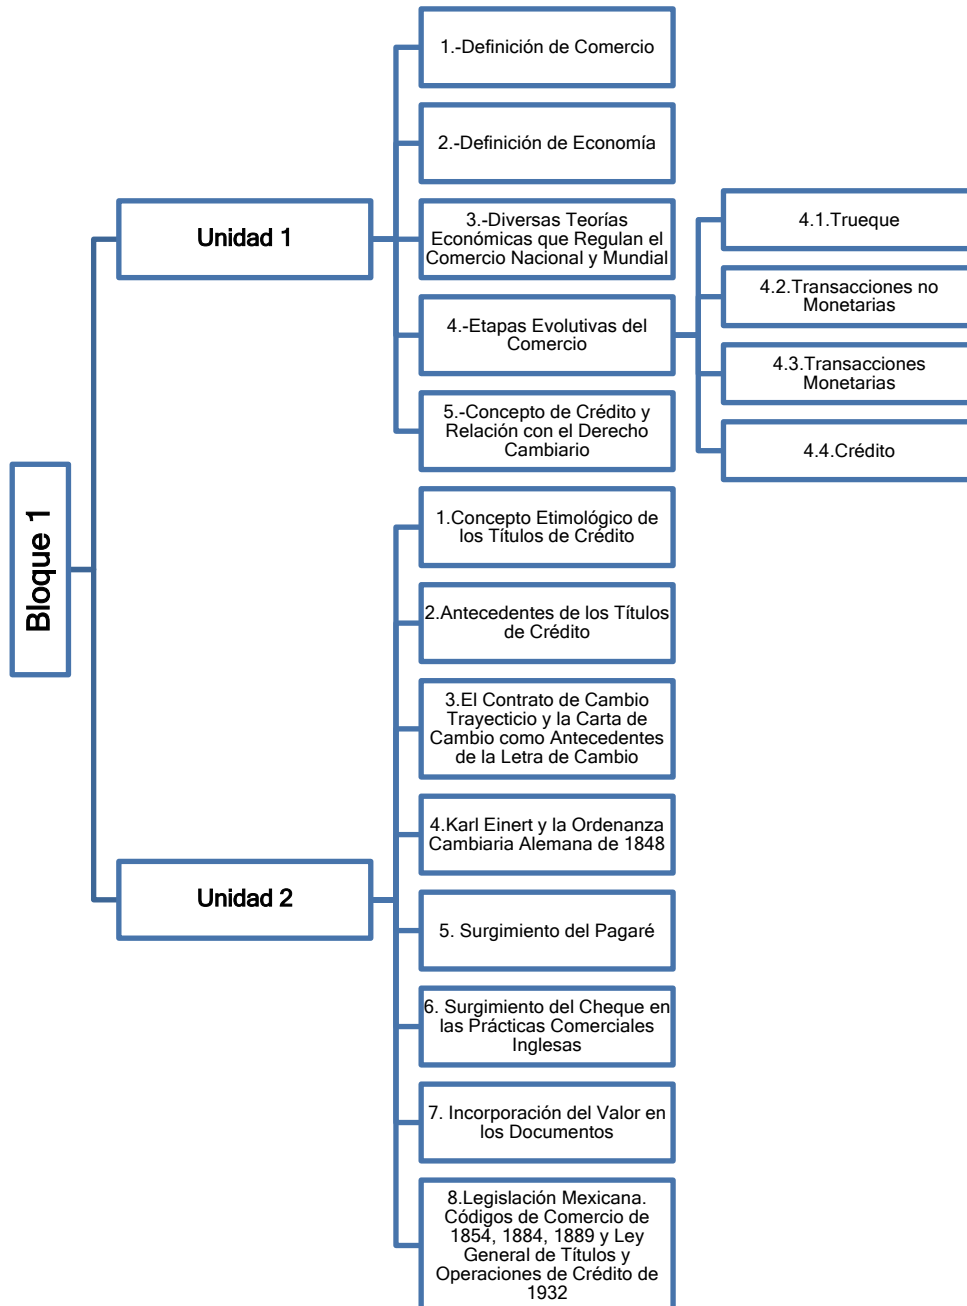 Bloque 1
Unidad 1
1.-Definición de Comercio
2.-Definición de Economía
3.-Diversas Teorías
Económicas que Regulan el
Comercio Nacional y Mundial
4.-Etapas Evolutivas del
Comercio
4.1.Trueque
4.2.Transacciones no
Monetarias
4.3.Transacciones
Monetarias
4.4.Crédito
5.-Concepto de Crédito y
Relación con el Derecho
Cambiario
Unidad 2
1.Concepto Etimológico de
los Títulos de Crédito
2.Antecedentes de los Títulos
de Crédito
3.El Contrato de Cambio
Trayecticio y la Carta de
Cambio como Antecedentes
de la Letra de Cambio
4.Karl Einert y la Ordenanza
Cambiaria Alemana de 1848
5. Surgimiento del Pagaré
6. Surgimiento del Cheque en
las Prácticas Comerciales
Inglesas
7. Incorporación del Valor en
los Documentos
8.Legislación Mexicana.
Códigos de Comercio de
1854, 1884, 1889 y Ley
General de Títulos y
Operaciones de Crédito de
1932